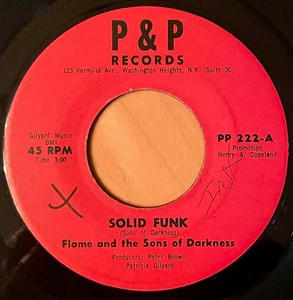 P & P
RECORDS
123 Vermilia Ave., Washington Heights, N.Y. (Suite 3C)
Gilyard Music
BMI
45 RPM
Time 3:00
PP 222-A
Promotion
Henry A. Copeland
SOLID FUNK
(Sons of Darkness)
Flame and the Sons of Darkness
Producers: Peter Brown
Patricia Gilyard